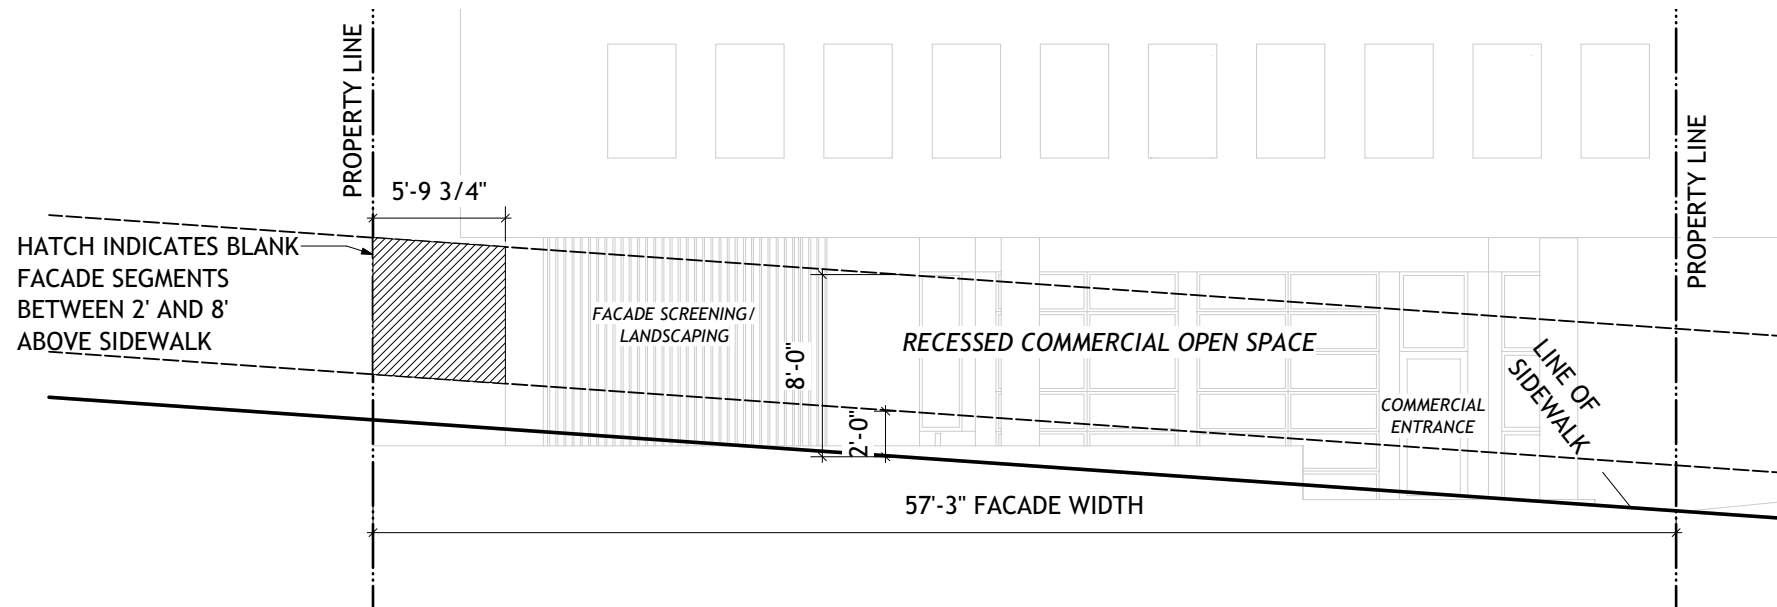 PROPERTY LINE
PROPERTY LINE
5'-9 3/4"
HATCH INDICATES BLANK
FACADE SEGMENTS
BETWEEN 2' AND 8'
ABOVE SIDEWALK
FACADE SCREENING/
LANDSCAPING
8'-0"
2'-0"
RECESSED COMMERCIAL OPEN SPACE
COMMERCIAL
ENTRANCE
LINE OF
SIDEWALK
57'-3" FACADE WIDTH